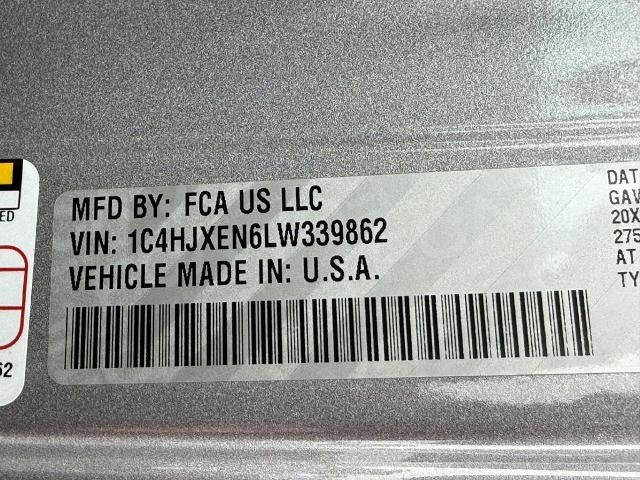 MFD BY: FCA US LLC
VIN: 1C4HJXEN6LW339862
VEHICLE MADE IN: U.S.A.
DAT
GAV
20X
275
AT
TY
ED
62